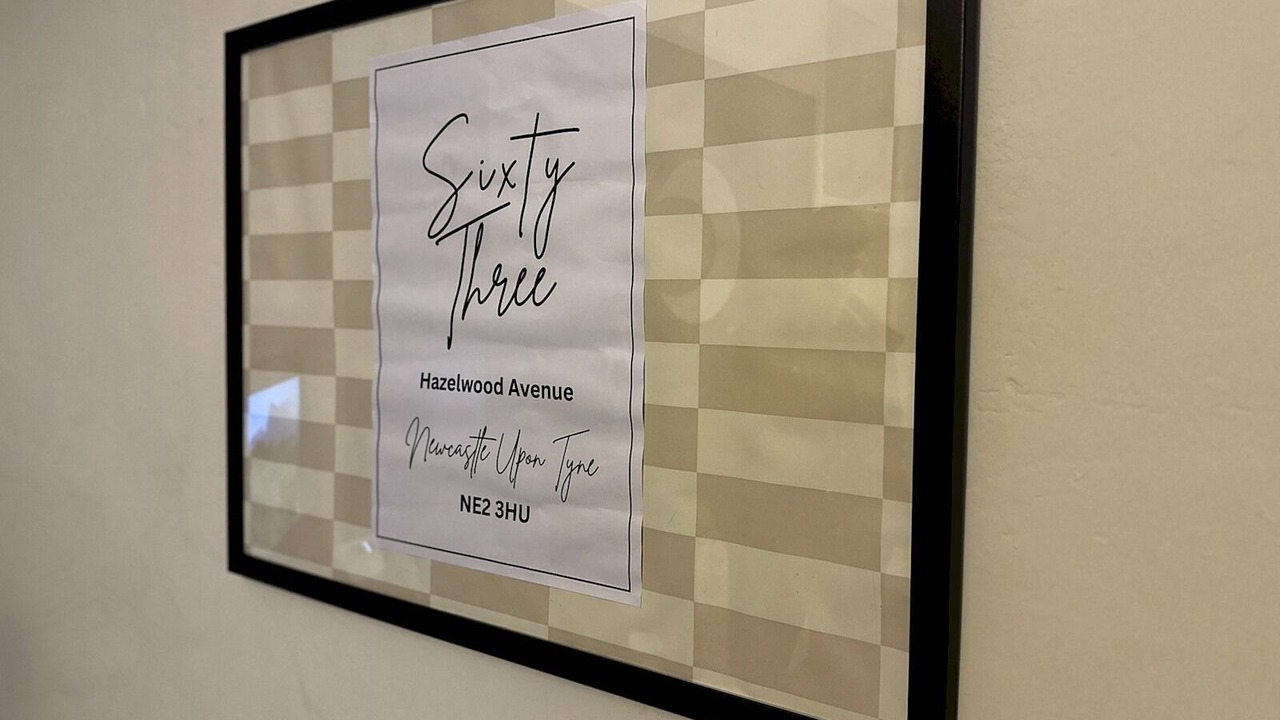 Sixty
Three
Hazelwood Avenue
Newcastle Upon Tyne
NE2 3HU